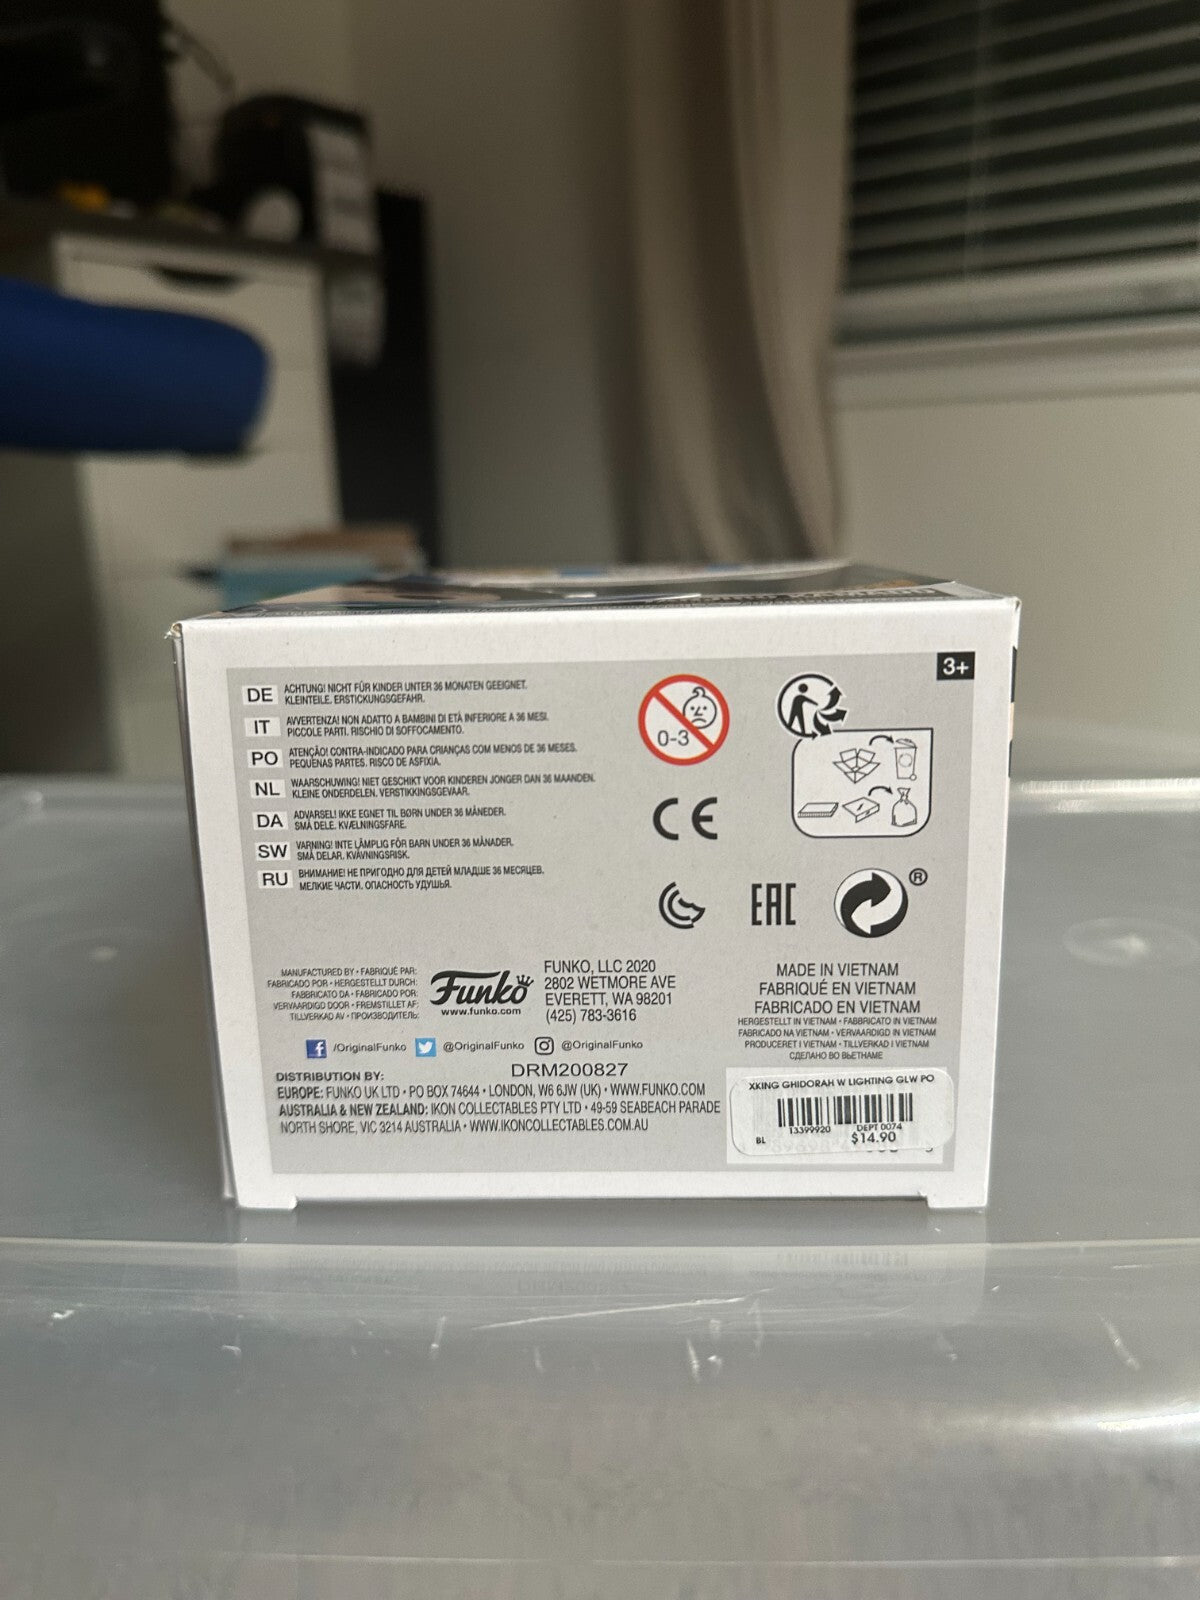 3+
DE ACHTUNG! NICHT FÜR KINDER UNTER 36 MONATEN GEEIGNET.
KLEINTEILE. ERSTICKUNGSGEFAHR.
IT AVVERTENZA! NON ADATTO A BAMBINI DI ETÀ INFERIORE A 36 MESI.
PICCOLE PARTI. RISCHIO DI SOFFOCAMENTO.
PO ATENÇÃO! CONTRA-INDICADO PARA CRIANÇAS COM MENOS DE 36 MESES.
PEQUENAS PARTES. RISCO DE ASFIXIA.
NL WAARSCHUWING! NIET GESCHIKT VOOR KINDEREN JONGER DAN 36 MAANDEN.
KLEINE ONDERDELEN. VERSTIKKINGSGEVAAR.
DA ADVARSEL! IKKE EGNET TIL BØRN UNDER 36 MÅNEDER.
SMÅ DELE. KVÆLNINGSFARE.
SW VARNING! INTE LÄMPLIG FÖR BARN UNDER 36 MÅNADER.
SMÅ DELAR. KVÄVNINGSRISK.
RU ВНИМАНИЕ! НЕ ПРИГОДНО ДЛЯ ДЕТЕЙ МЛАДШЕ 36 МЕСЯЦЕВ.
МЕЛКИЕ ЧАСТИ. ОПАСНОСТЬ УДУШЬЯ.
0-3
CE
EAC
®
MANUFACTURED BY • FABRIQUÉ PAR:
FABRICADO POR • HERGESTELLT DURCH:
FABBRICATO DA • FABRICADO POR:
VERVAARDIGD DOOR • FREMSTILLET AF:
TILLVERKAD AV • ПРОИЗВОДИТЕЛЬ:
Funko
www.funko.com
FUNKO, LLC 2020
2802 WETMORE AVE
EVERETT, WA 98201
(425) 783-3616
/OriginalFunko @OriginalFunko @OriginalFunko
DRM200827
DISTRIBUTION BY:
EUROPE: FUNKO UK LTD • PO BOX 74644 • LONDON, W6 6JW (UK) • WWW.FUNKO.COM
AUSTRALIA & NEW ZEALAND: IKON COLLECTABLES PTY LTD • 49-59 SEABEACH PARADE
NORTH SHORE, VIC 3214 AUSTRALIA • WWW.IKONCOLLECTABLES.COM.AU
MADE IN VIETNAM
FABRIQUÉ EN VIETNAM
FABRICADO EN VIETNAM
HERGESTELLT IN VIETNAM • FABBRICATO IN VIETNAM
FABRICADO NA VIETNAM • VERVAARDIGD IN VIETNAM
PRODUCERET I VIETNAM • TILLVERKAD I VIETNAM
СДЕЛАНО ВО ВЬЕТНАМЕ
XKING GHIDORAH W LIGHTING GLW PO
13399920 DEPT 0074
BL $14.90